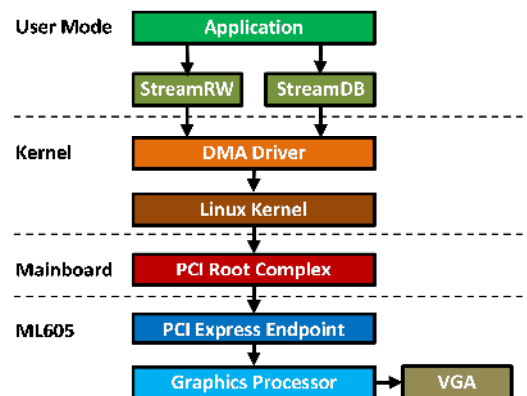 User Mode
Application
StreamRW
StreamDB
Kernel
DMA Driver
Linux Kernel
Mainboard
PCI Root Complex
ML605
PCI Express Endpoint
Graphics Processor
VGA